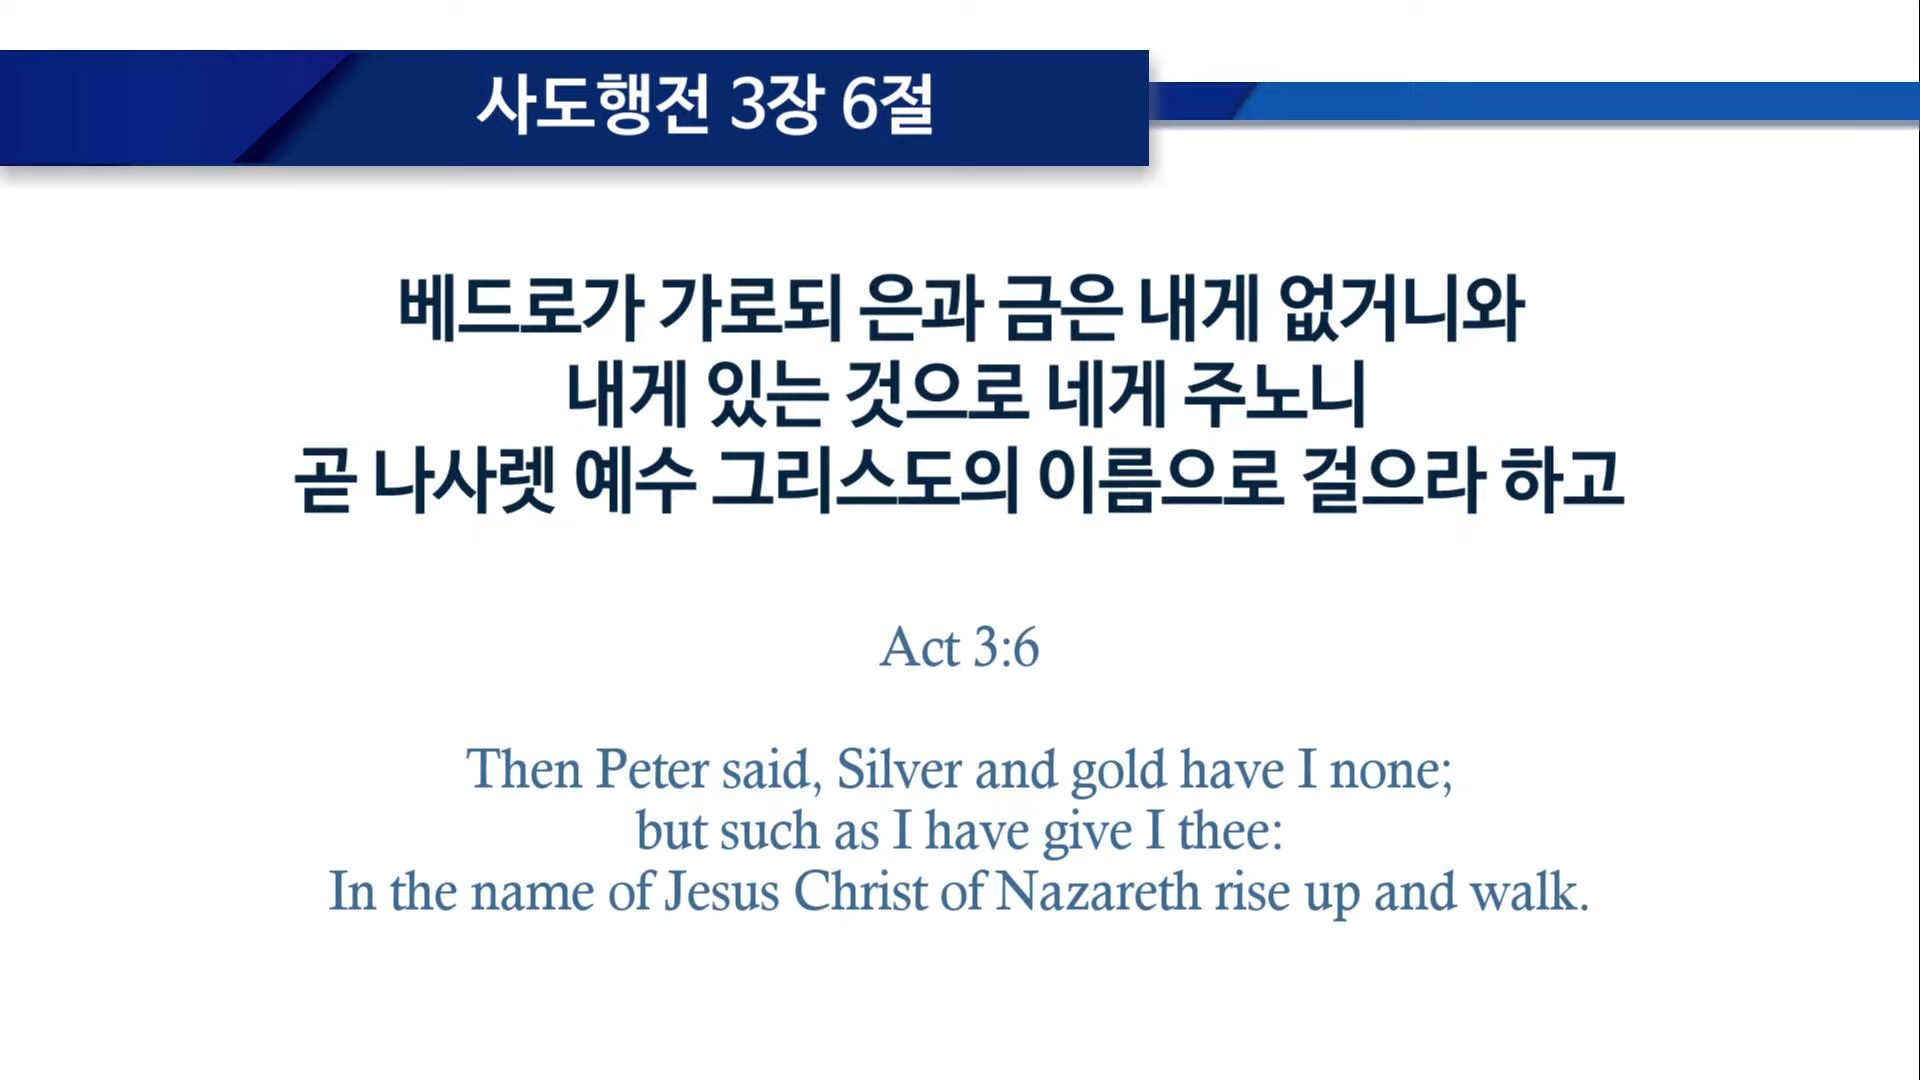 사도행전 3장 6절
베드로가 가로되 은과 금은 내게 없거니와
내게 있는 것으로 네게 주노니
곧 나사렛 예수 그리스도의 이름으로 걸으라 하고
Act 3:6
Then Peter said, Silver and gold have I none;
but such as I have give I thee:
In the name of Jesus Christ of Nazareth rise up and walk.